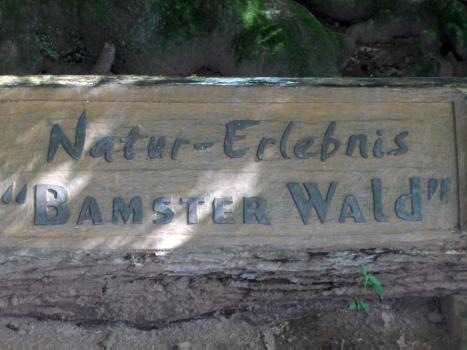 Natur-Erlebnis
"BAMSTER WAld"